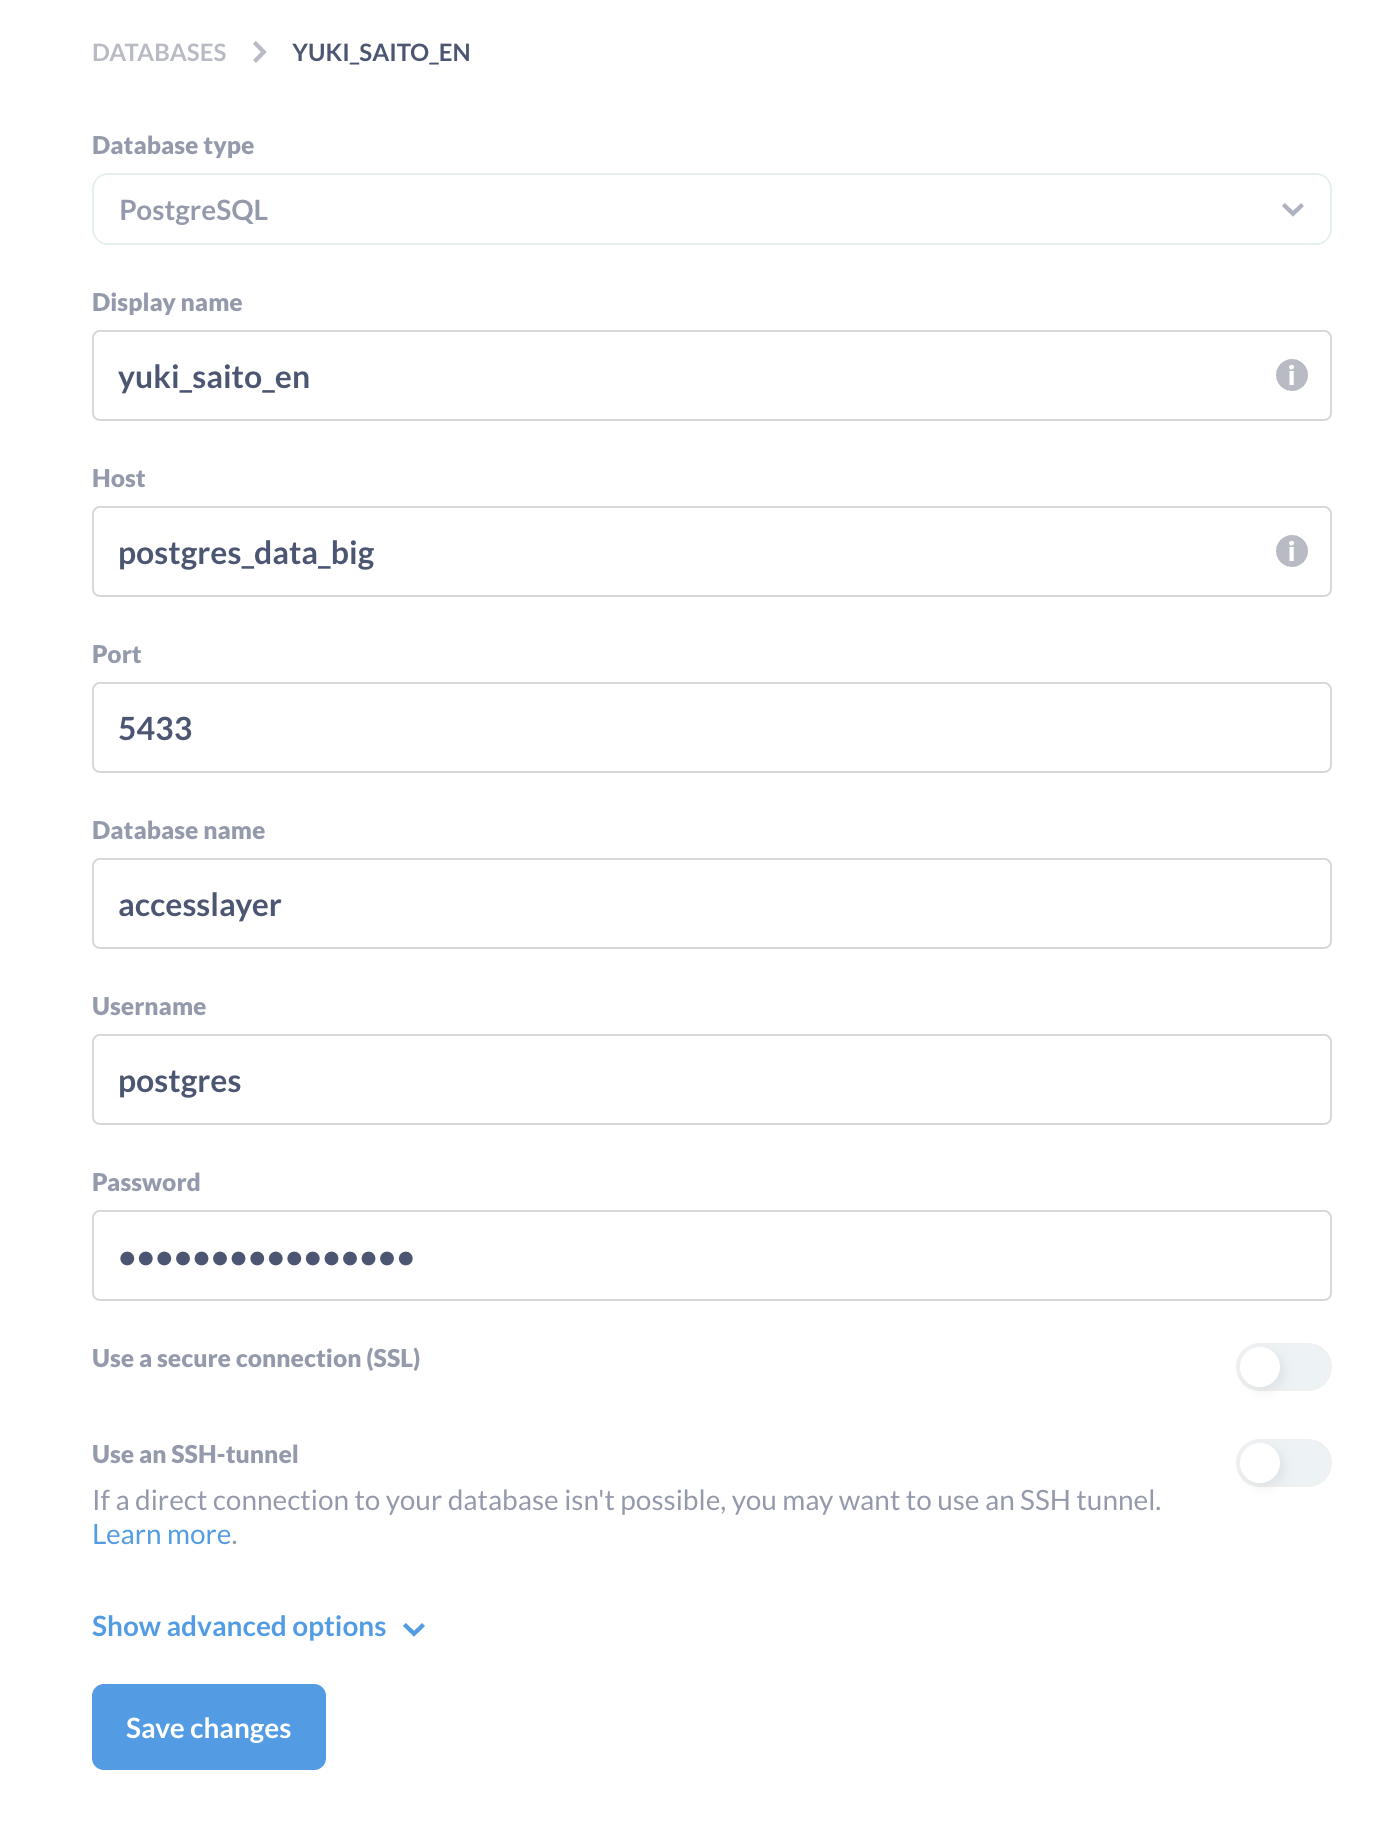 DATABASES > YUKI_SAITO_EN
Database type
PostgreSQL
Display name
yuki_saito_en
Host
postgres_data_big
Port
5433
Database name
accesslayer
Username
postgres
Password
••••••••••••••••
Use a secure connection (SSL)
Use an SSH-tunnel
If a direct connection to your database isn't possible, you may want to use an SSH tunnel.
Learn more.
Show advanced options
Save changes